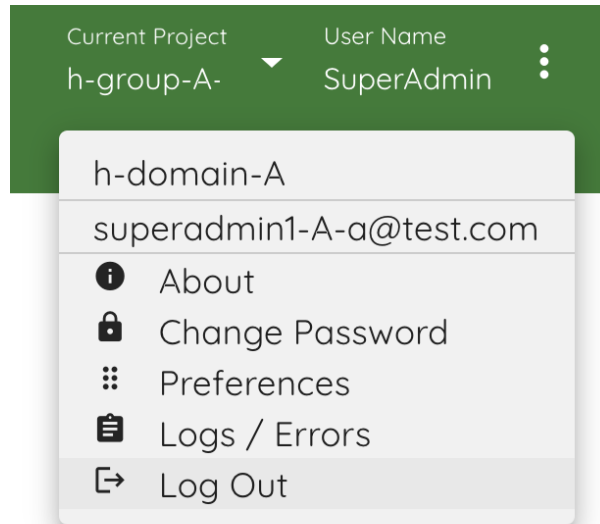 Current Project
User Name
h-group-A-
SuperAdmin
h-domain-A
superadmin1-A-a@test.com
About
Change Password
Preferences
Logs / Errors
Log Out